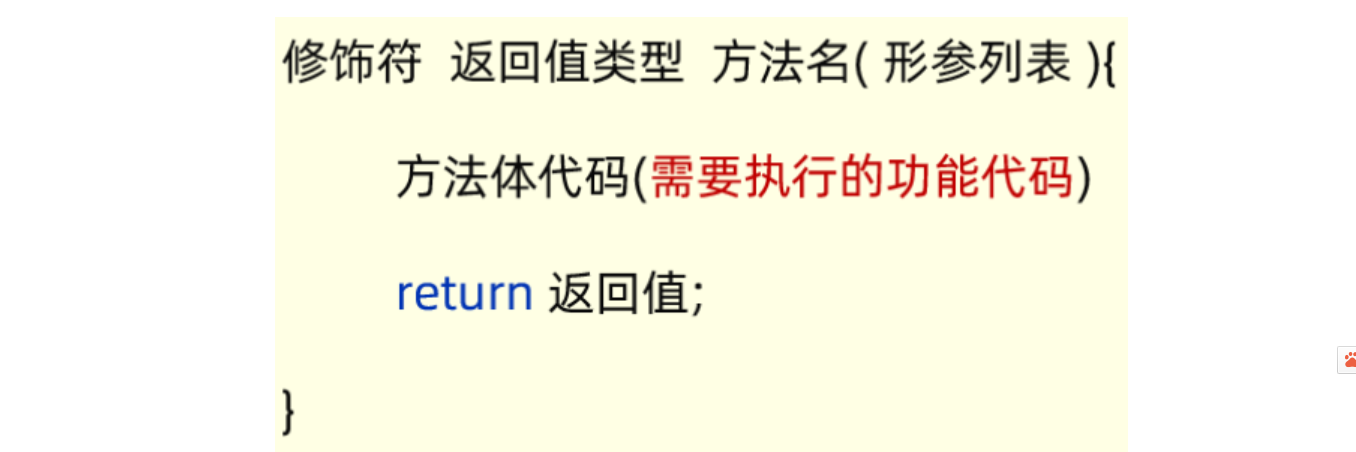 修饰符 返回值类型 方法名( 形参列表 ){
方法体代码(需要执行的功能代码)
return 返回值;
}